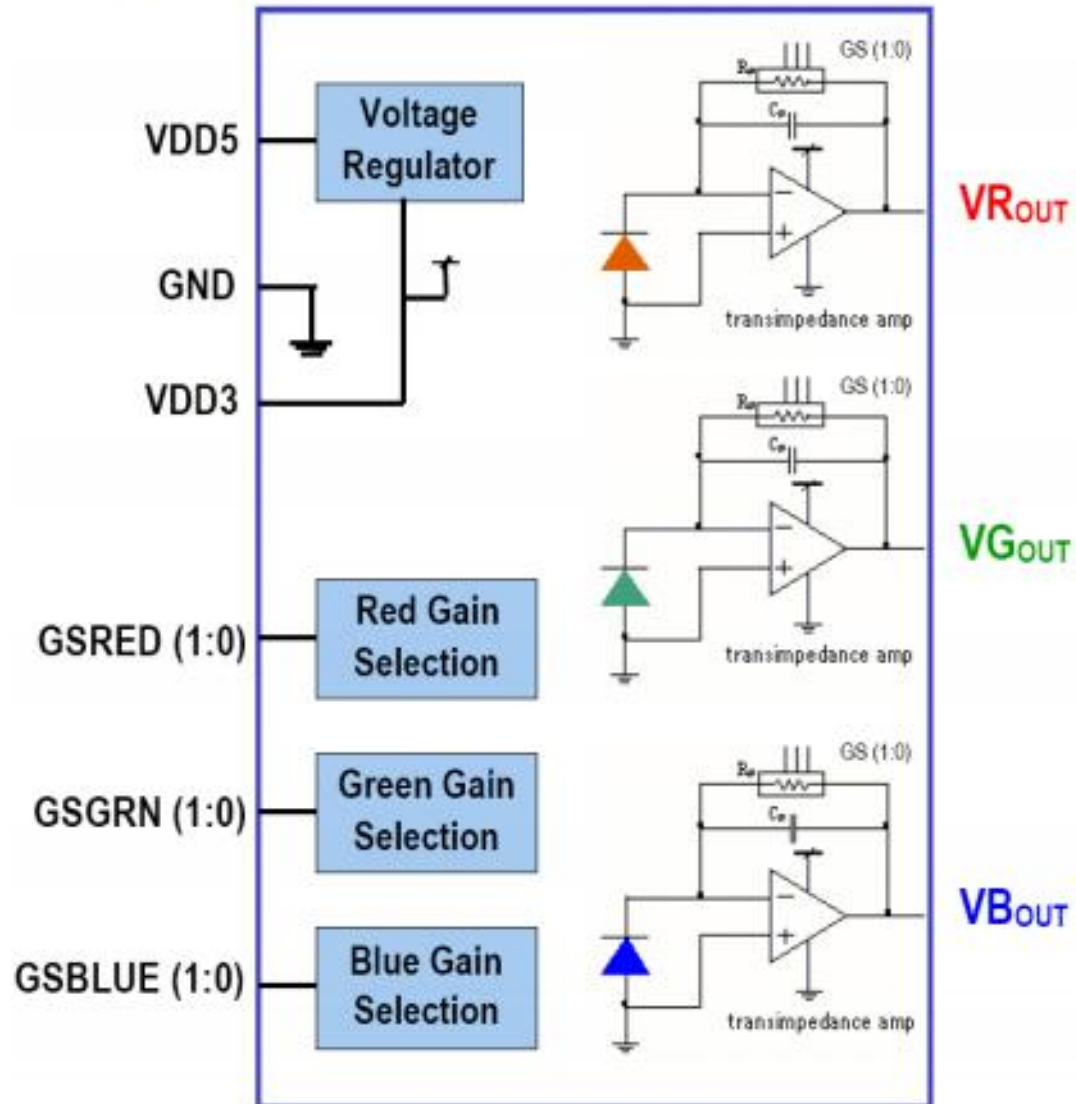 Voltage
Regulator
VDD5
GND
VDD3
Red Gain
Selection
GSRED (1:0)
Green Gain
Selection
GSGRN (1:0)
Blue Gain
Selection
GSBLUE (1:0)
GS (1:0)
−
+
transimpedance amp
VROUT
GS (1:0)
−
+
transimpedance amp
VGOUT
GS (1:0)
−
+
transimpedance amp
VBOUT